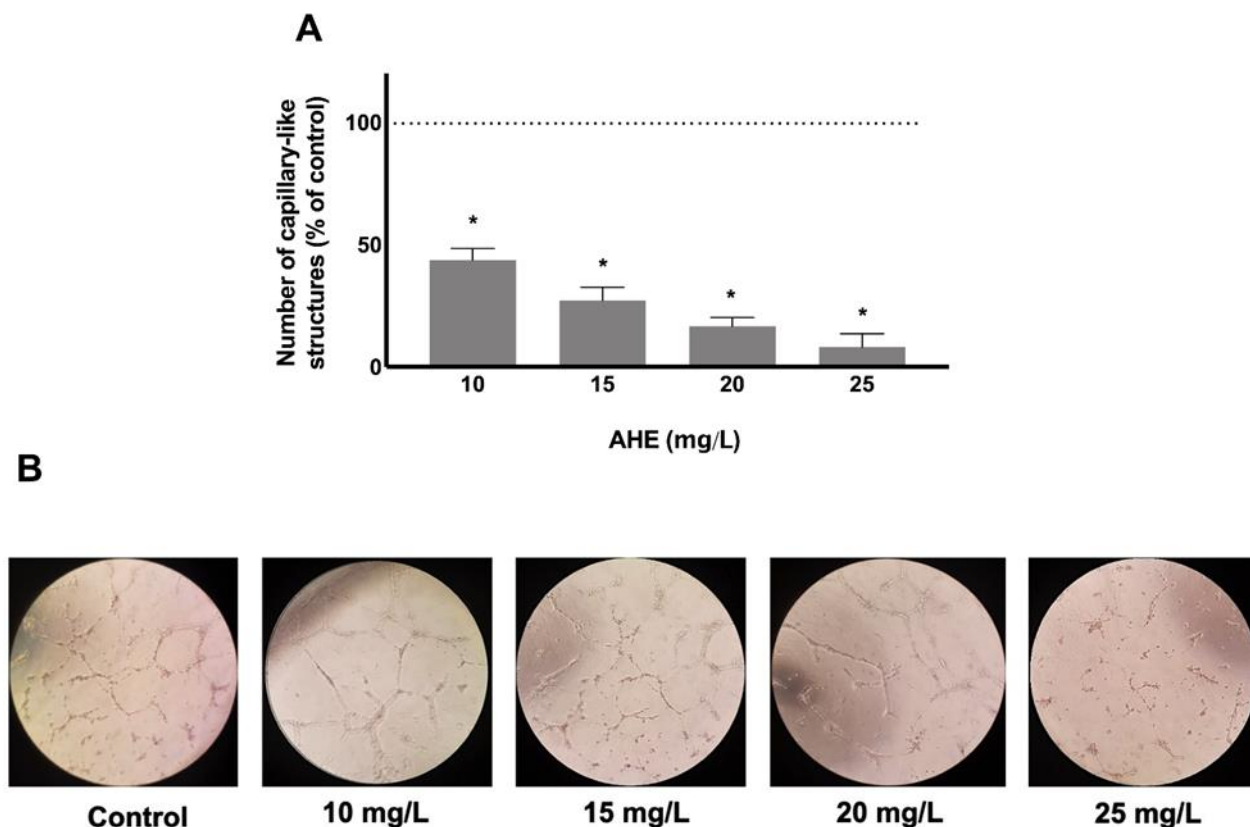 A
Number of capillary-like
structures (% of control)
100
50
0
*
*
*
*
10
15
20
25
AHE (mg/L)
B
Control
10 mg/L
15 mg/L
20 mg/L
25 mg/L